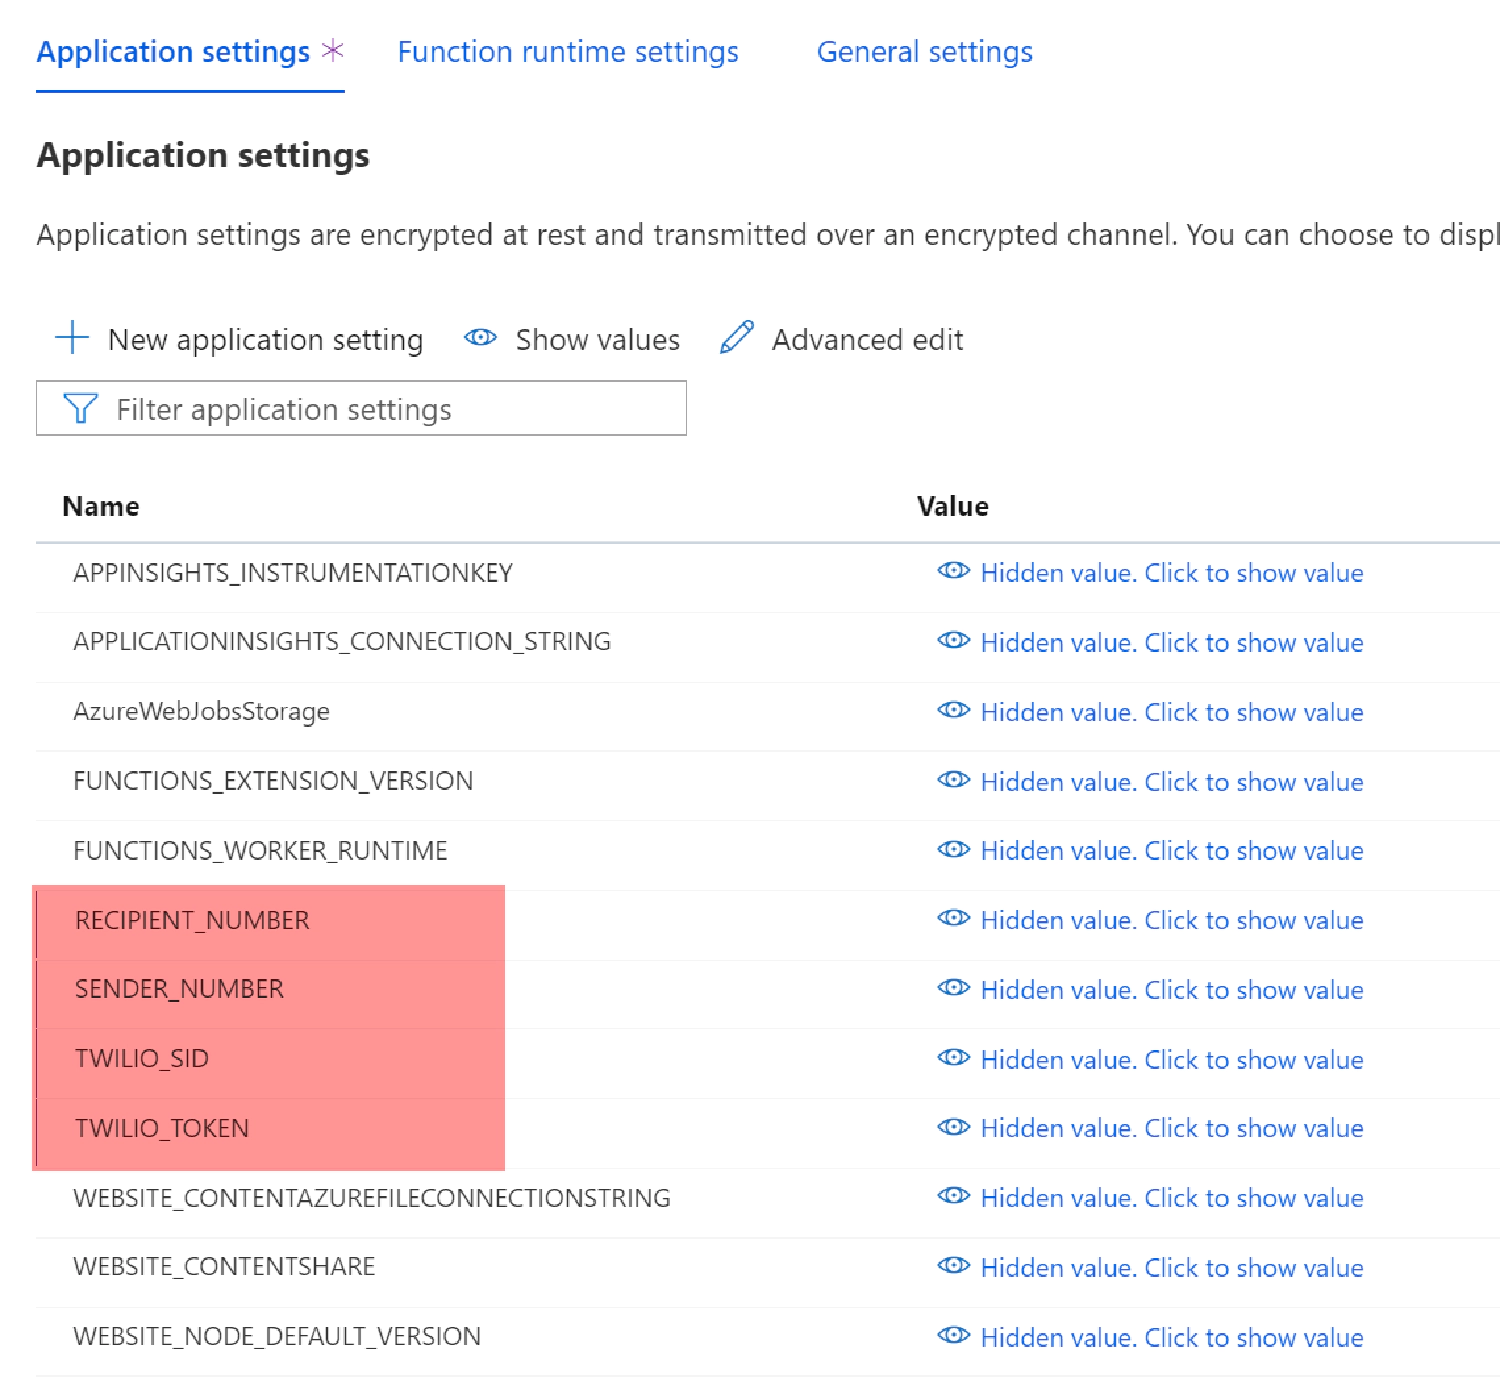 Application settings * Function runtime settings General settings
Application settings
Application settings are encrypted at rest and transmitted over an encrypted channel. You can choose to displ
New application setting Show values Advanced edit
Filter application settings
Name Value
APPINSIGHTS_INSTRUMENTATIONKEY Hidden value. Click to show value
APPLICATIONINSIGHTS_CONNECTION_STRING Hidden value. Click to show value
AzureWebJobsStorage Hidden value. Click to show value
FUNCTIONS_EXTENSION_VERSION Hidden value. Click to show value
FUNCTIONS_WORKER_RUNTIME Hidden value. Click to show value
RECIPIENT_NUMBER Hidden value. Click to show value
SENDER_NUMBER Hidden value. Click to show value
TWILIO_SID Hidden value. Click to show value
TWILIO_TOKEN Hidden value. Click to show value
WEBSITE_CONTENTAZUREFILECONNECTIONSTRING Hidden value. Click to show value
WEBSITE_CONTENTSHARE Hidden value. Click to show value
WEBSITE_NODE_DEFAULT_VERSION Hidden value. Click to show value